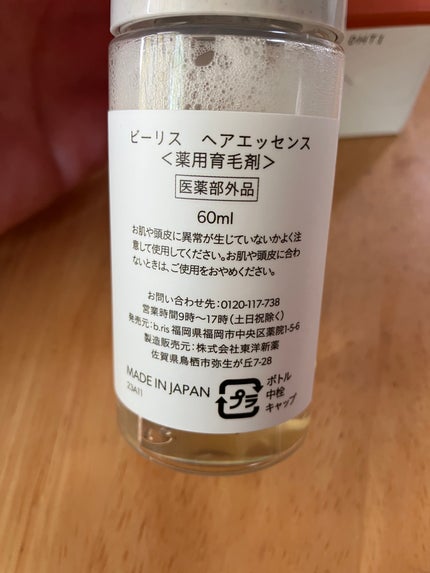 ビーリス ヘアエッセンス
<薬用育毛剤>
医薬部外品
60ml
お肌や頭皮に異常が生じていないかよく注
意して使用してください。お肌や頭皮に合わ
ないときは、ご使用をおやめください。
お問い合わせ先：0120-117-738
営業時間9時～17時（土日祝除く）
発売元：b.ris 福岡県福岡市中央区薬院1-5-6
製造販売元：株式会社東洋新薬
佐賀県鳥栖市弥生が丘7-28
MADE IN JAPAN
23A11
プラ
ボトル
中栓
キャップ